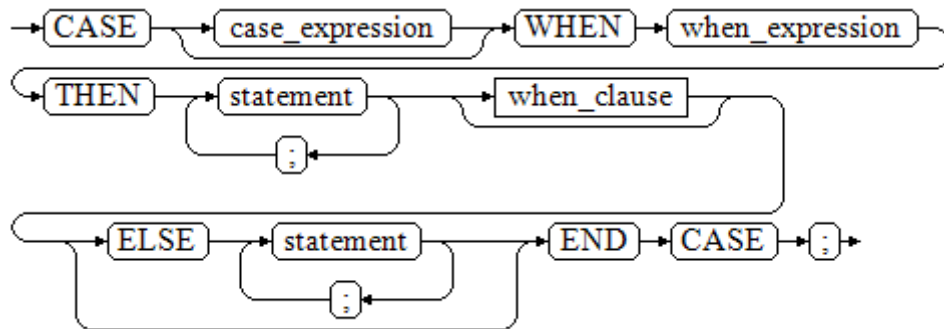 CASE case_expression WHEN when_expression
THEN statement when_clause
;
ELSE statement END CASE ;
;